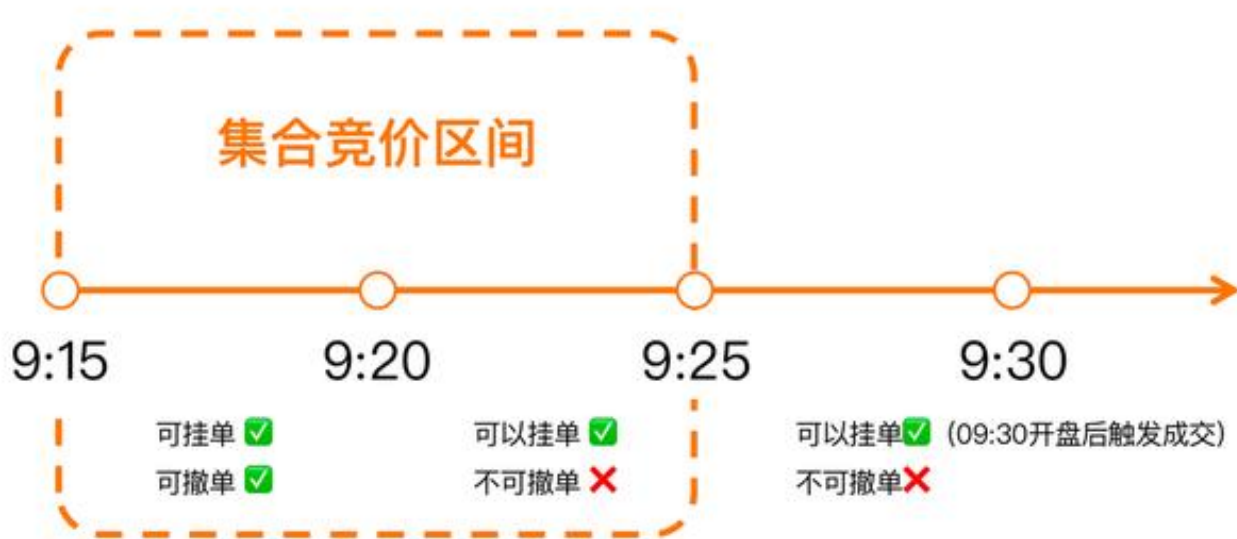 集合竞价区间
9:15
9:20
9:25
9:30
可挂单 ✅
可以挂单 ✅
可以挂单✅ (09:30开盘后触发成交)
可撤单 ✅
不可撤单 ❌
不可撤单❌